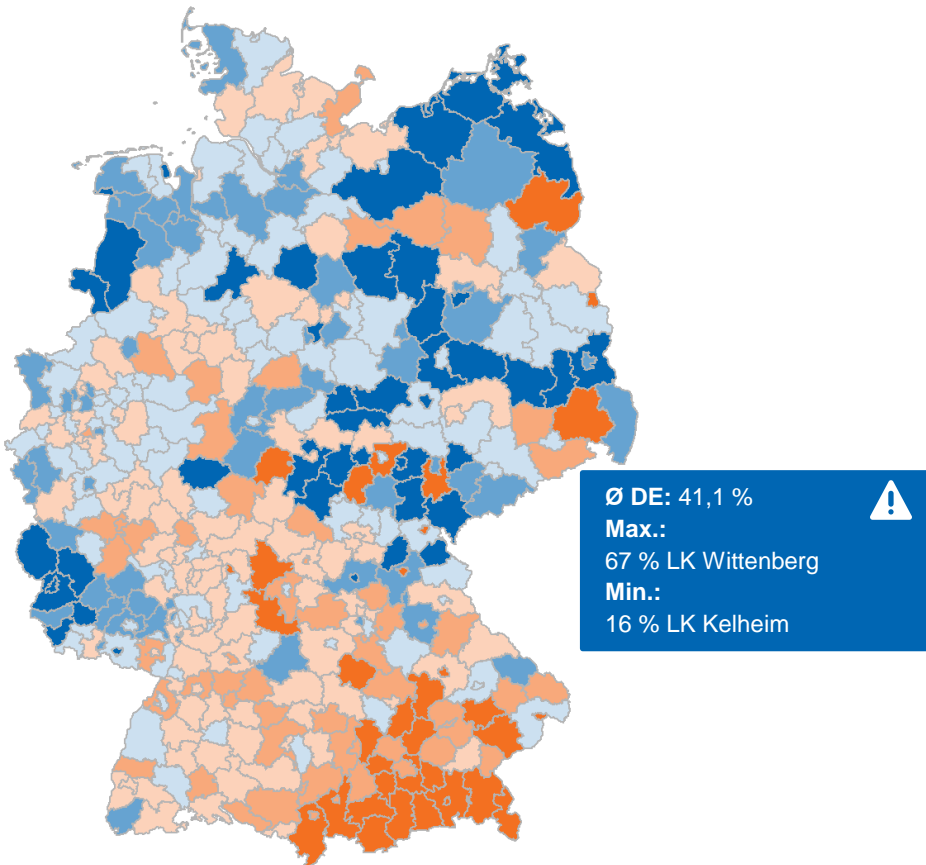 Ø DE: 41,1 %
Max.:
67 % LK Wittenberg
Min.:
16 % LK Kelheim